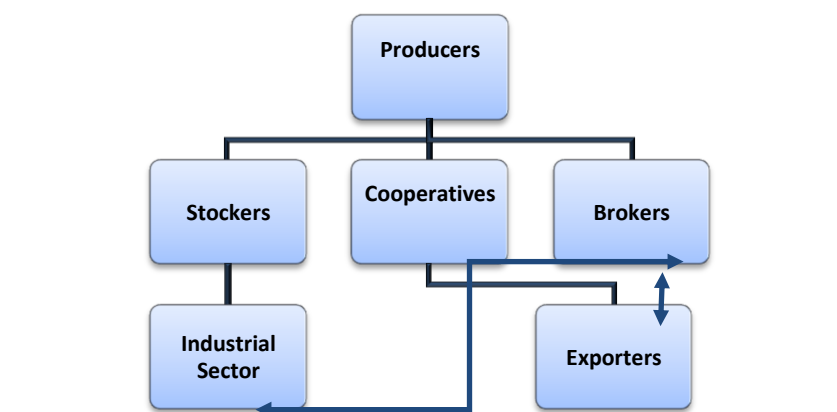 Producers
Stockers
Cooperatives
Brokers
Industrial
Sector
Exporters